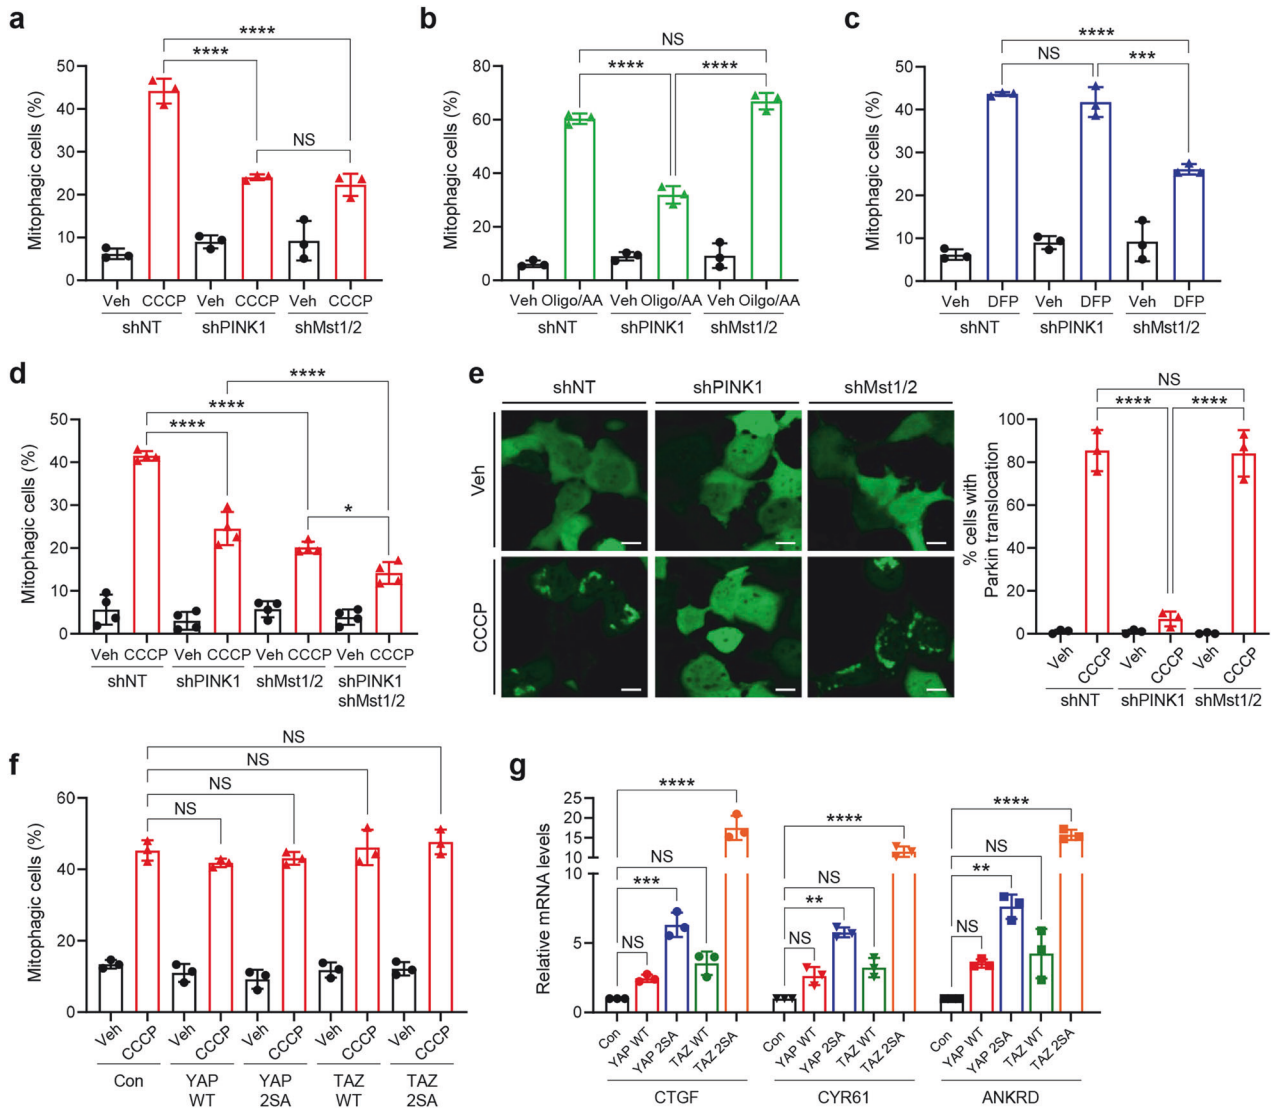 a
****
****
NS
Mitophagic cells (%)
50
40
30
20
10
0
Veh CCCP Veh CCCP Veh CCCP
shNT shPINK1 shMst1/2
b
NS
**** ****
Mitophagic cells (%)
80
60
40
20
0
Veh Oligo/AA Veh Oligo/AA Veh Oilgo/AA
shNT shPINK1 shMst1/2
c
****
NS ***
Mitophagic cells (%)
50
40
30
20
10
0
Veh DFP Veh DFP Veh DFP
shNT shPINK1 shMst1/2
d
****
****
****
*
Mitophagic cells (%)
50
40
30
20
10
0
Veh CCCP Veh CCCP Veh CCCP Veh CCCP
shNT shPINK1 shMst1/2 shPINK1
shMst1/2
e
shNT shPINK1 shMst1/2
Veh
CCCP
NS
**** ****
% cells with
Parkin translocation
100
80
60
40
20
0
Veh CCCP Veh CCCP Veh CCCP
shNT shPINK1 shMst1/2
f
NS
NS
NS
NS
Mitophagic cells (%)
60
40
20
0
Veh CCCP Veh CCCP Veh CCCP Veh CCCP Veh CCCP
Con YAP YAP TAZ TAZ
WT 2SA WT 2SA
g
Relative mRNA levels
25
20
15
10
10
5
0
****
NS
***
NS
****
NS
**
NS
****
NS
**
NS
Con YAP WT YAP 2SA TAZ WT TAZ 2SA Con YAP WT YAP 2SA TAZ WT TAZ 2SA Con YAP WT YAP 2SA TAZ WT TAZ 2SA
CTGF CYR61 ANKRD